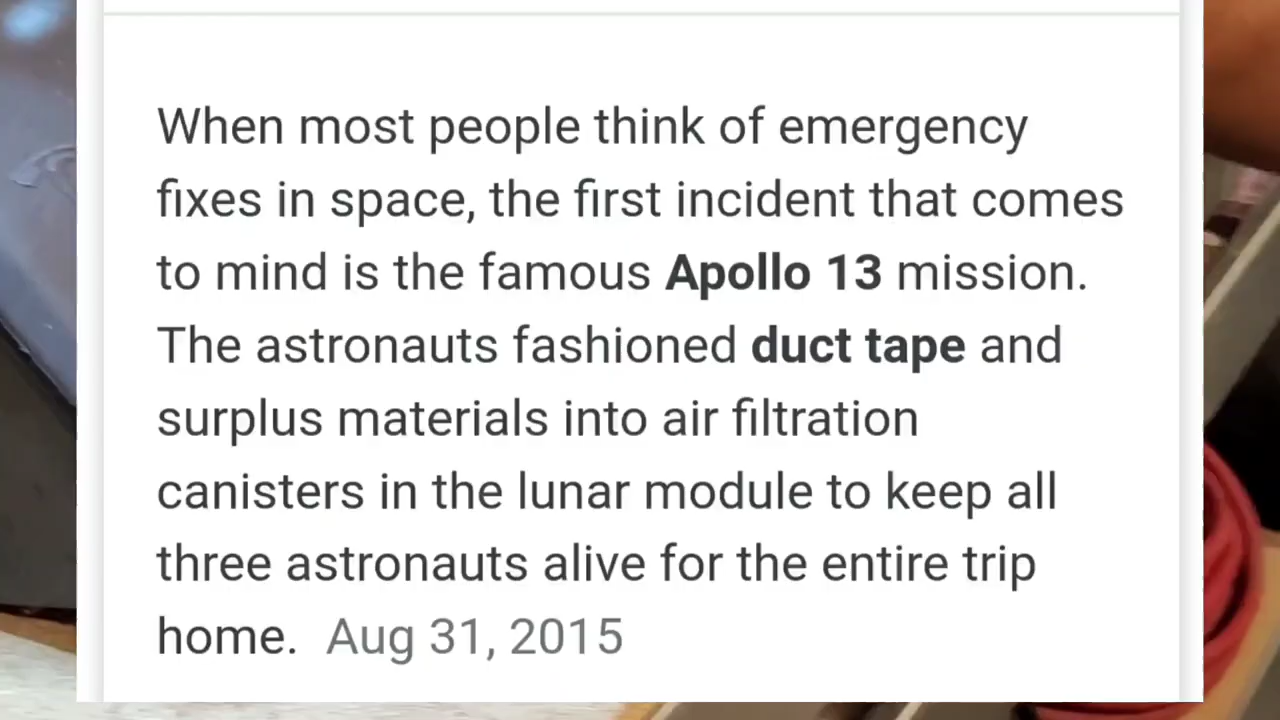 When most people think of emergency
fixes in space, the first incident that comes
to mind is the famous Apollo 13 mission.
The astronauts fashioned duct tape and
surplus materials into air filtration
canisters in the lunar module to keep all
three astronauts alive for the entire trip
home. Aug 31, 2015